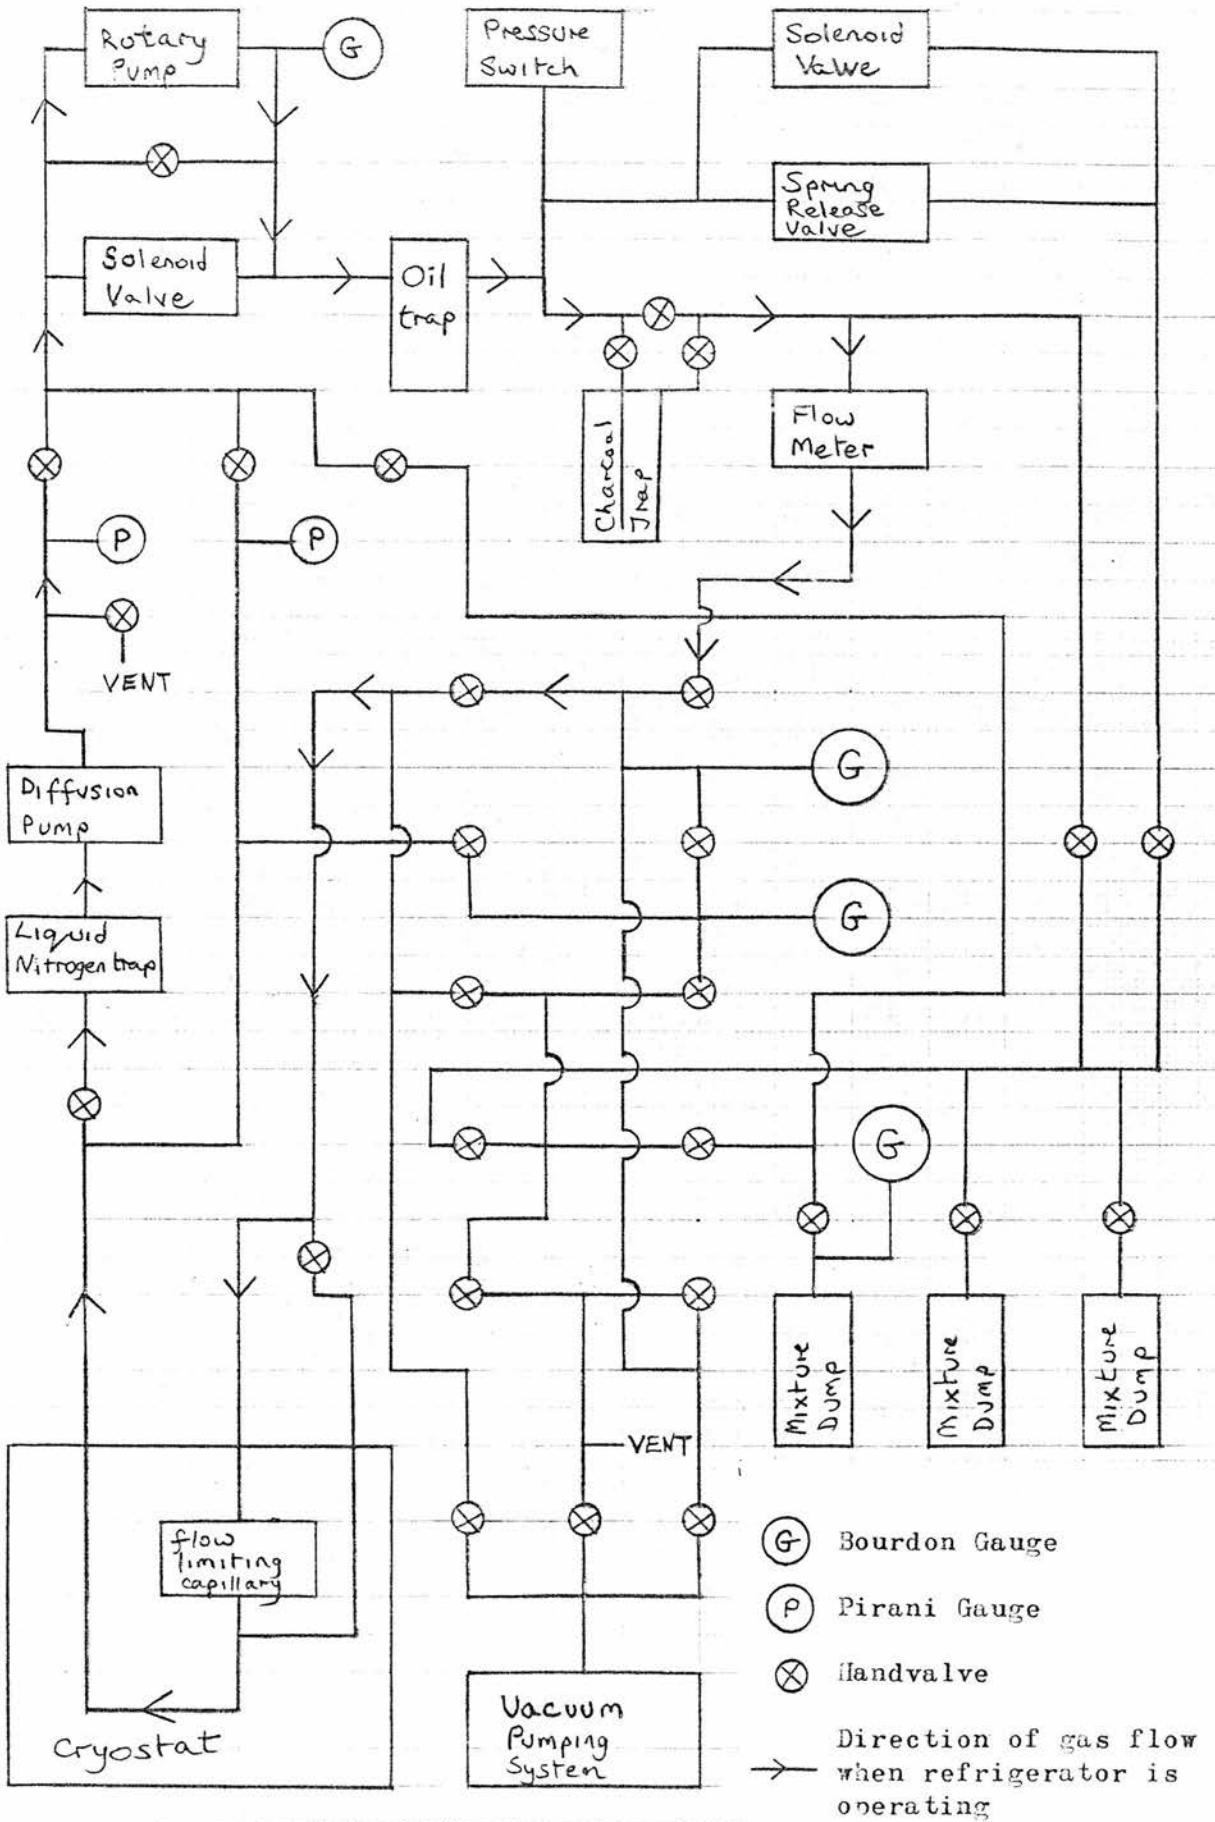 Rotary
Pump
G
Pressure
Switch
Solenoid
Valve
Spring
Release
Valve
Solenoid
Valve
Oil
trap
Charcoal
Trap
Flow
Meter
P
P
VENT
Diffusion
Pump
G
Liquid
Nitrogen trap
G
G
Mixture
Dump
Mixture
Dump
Mixture
Dump
VENT
flow
limiting
capillary
Cryostat
Vacuum
Pumping
System
G Bourdon Gauge
P Pirani Gauge
Handvalve
Direction of gas flow
when refrigerator is
operating